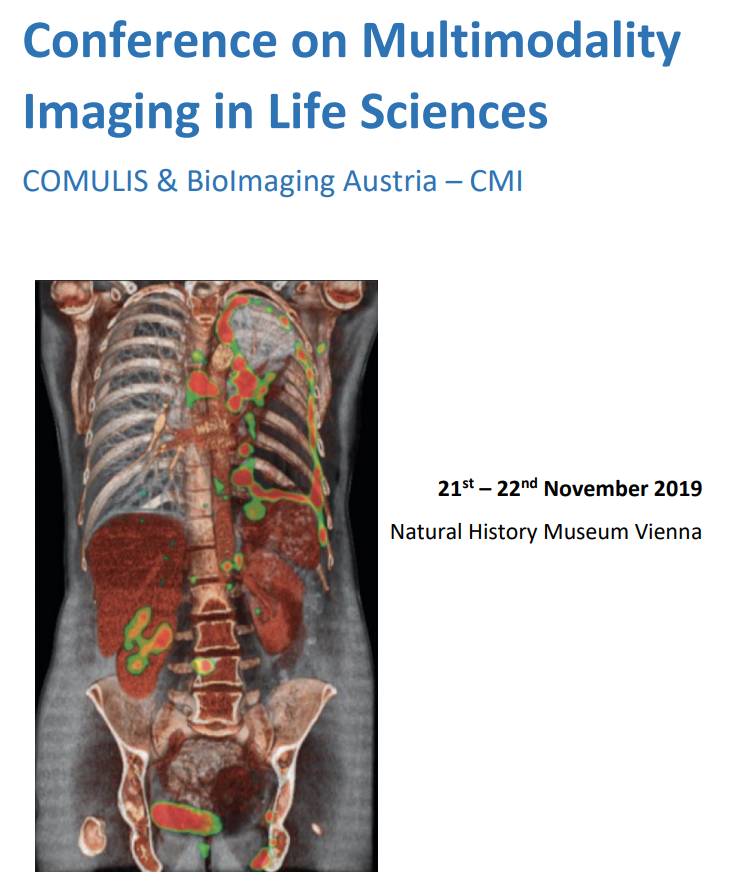 Conference on Multimodality
Imaging in Life Sciences
COMULIS & BioImaging Austria – CMI
21st – 22nd November 2019
Natural History Museum Vienna